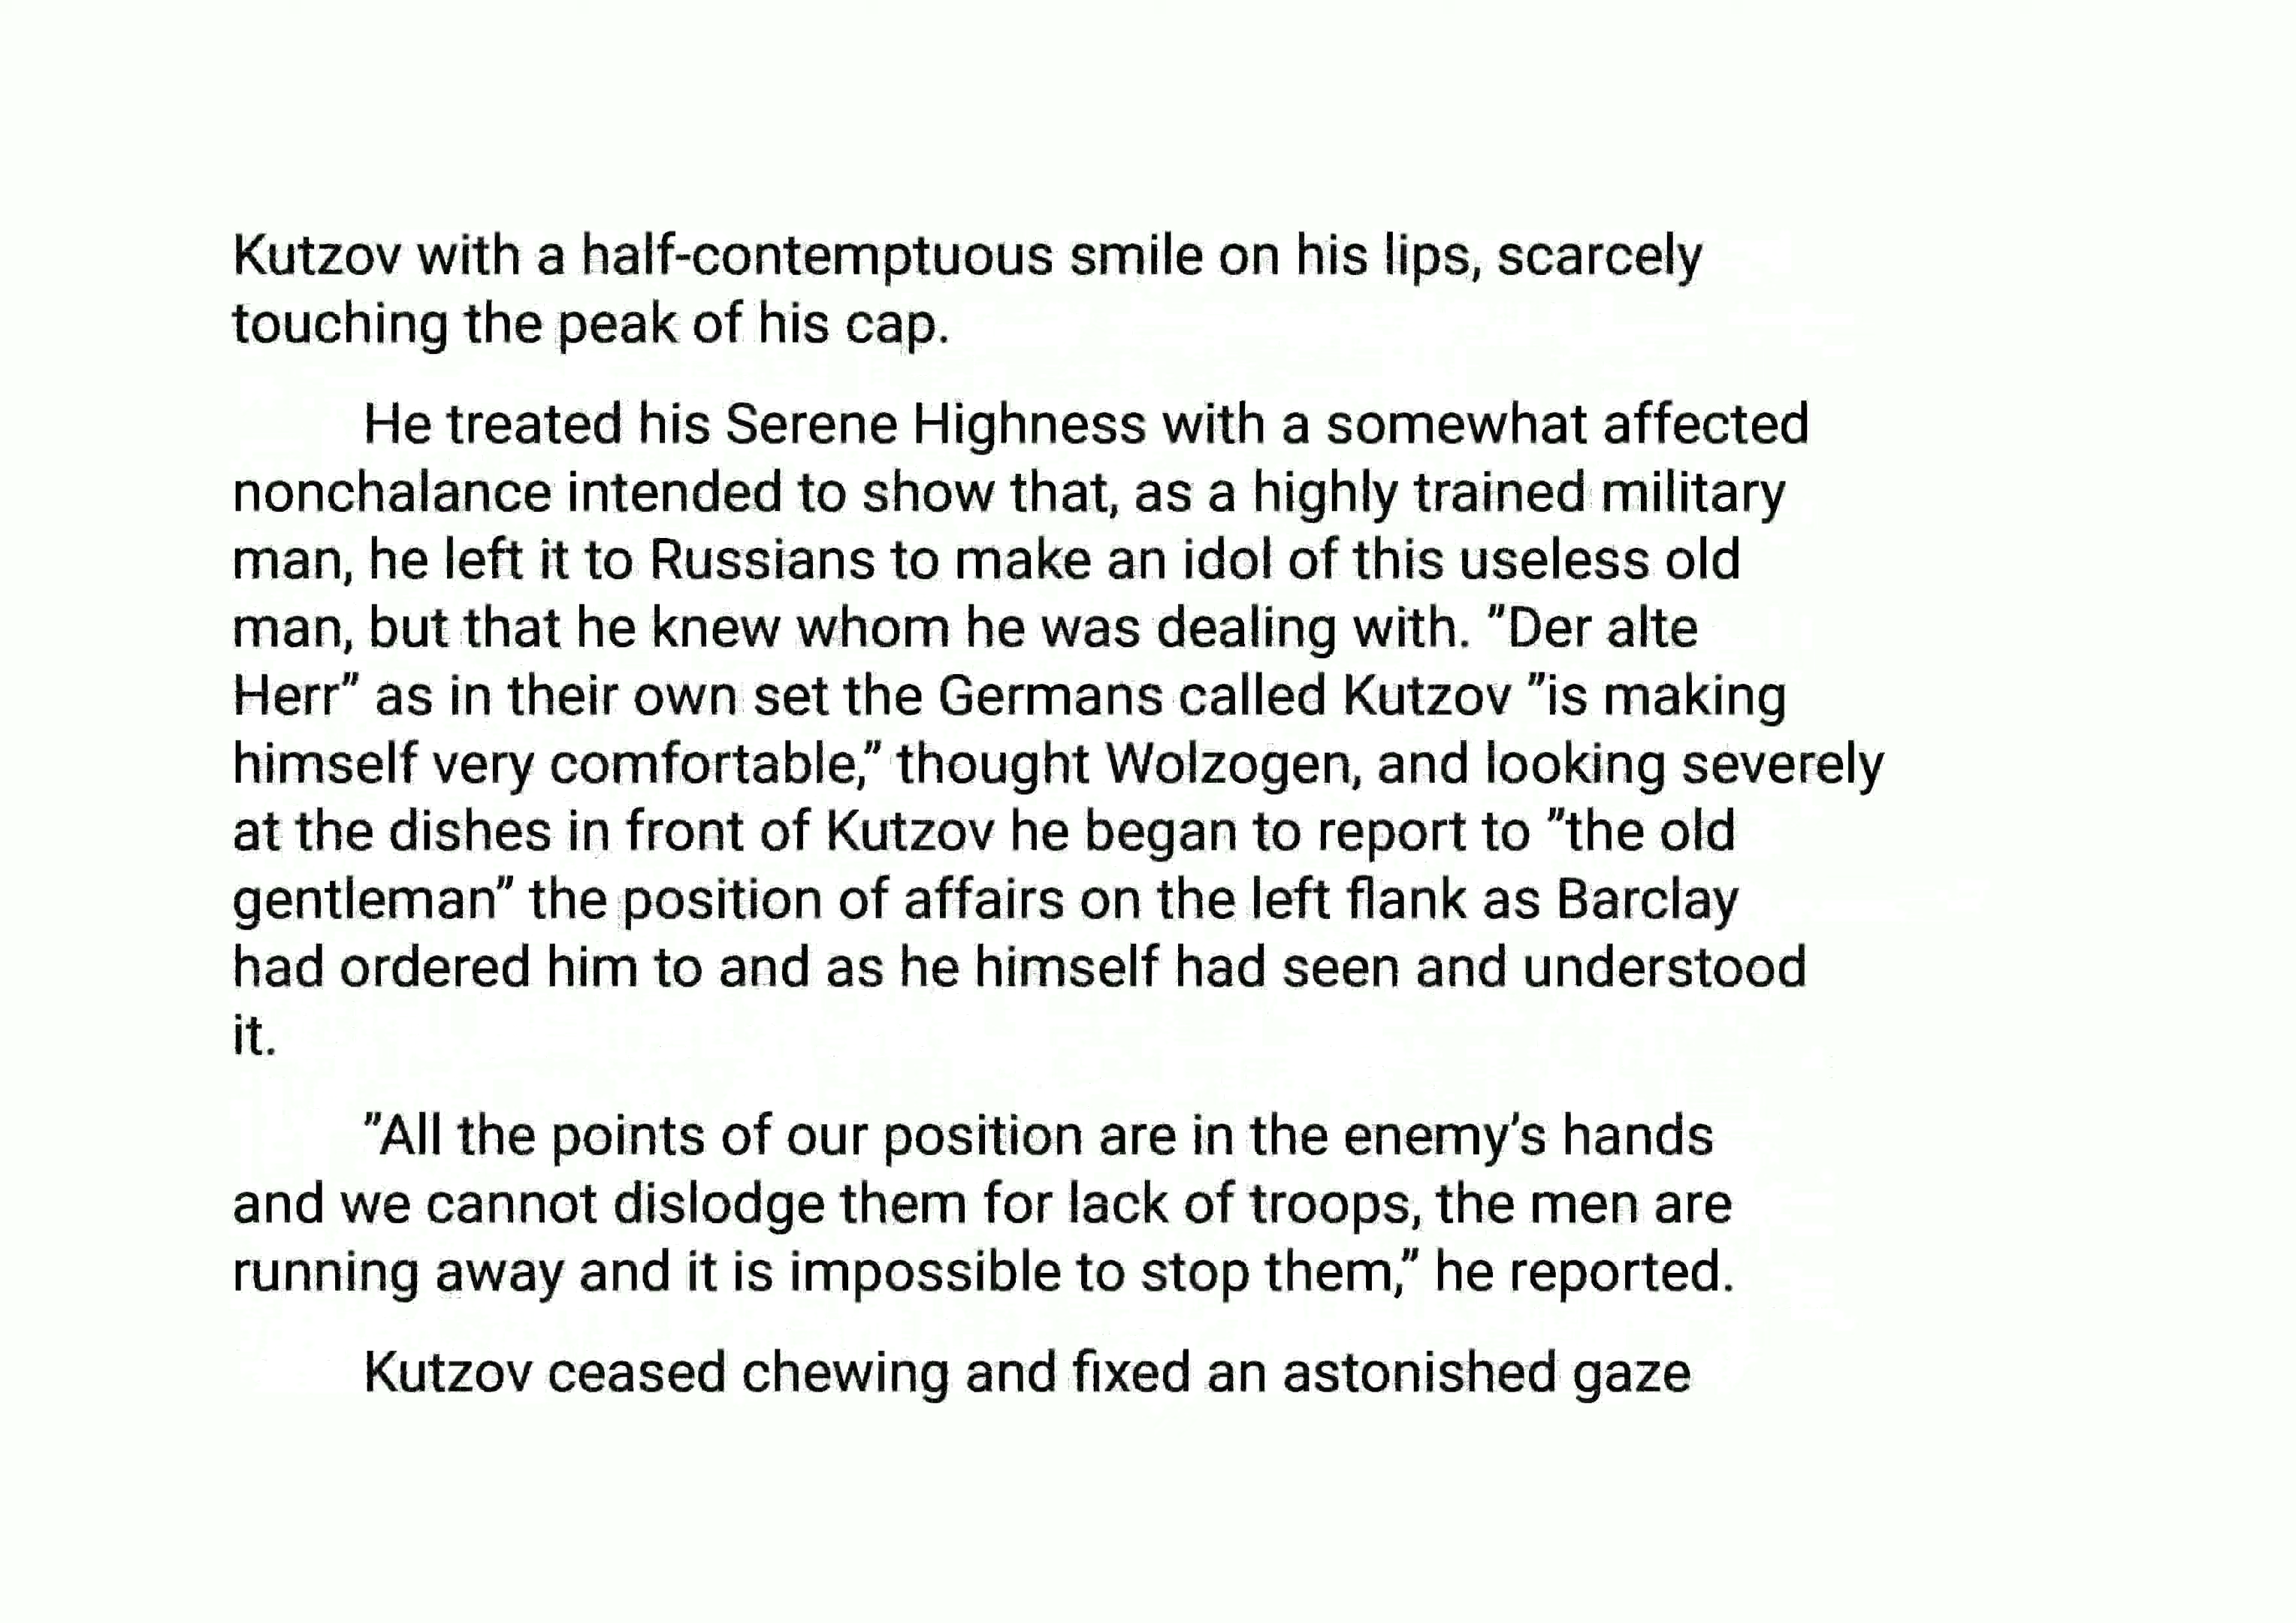 Kutzov with a half-contemptuous smile on his lips, scarcely
touching the peak of his cap.
He treated his Serene Highness with a somewhat affected
nonchalance intended to show that, as a highly trained military
man, he left it to Russians to make an idol of this useless old
man, but that he knew whom he was dealing with. "Der alte
Herr" as in their own set the Germans called Kutzov "is making
himself very comfortable," thought Wolzogen, and looking severely
at the dishes in front of Kutzov he began to report to "the old
gentleman" the position of affairs on the left flank as Barclay
had ordered him to and as he himself had seen and understood
it.
"All the points of our position are in the enemy's hands
and we cannot dislodge them for lack of troops, the men are
running away and it is impossible to stop them," he reported.
Kutzov ceased chewing and fixed an astonished gaze